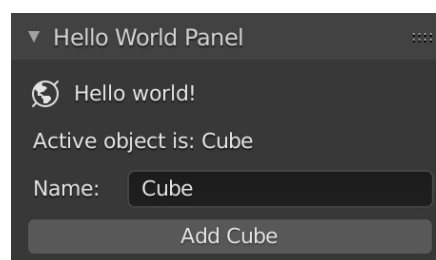 Hello World Panel
Hello world!
Active object is: Cube
Name: Cube
Add Cube